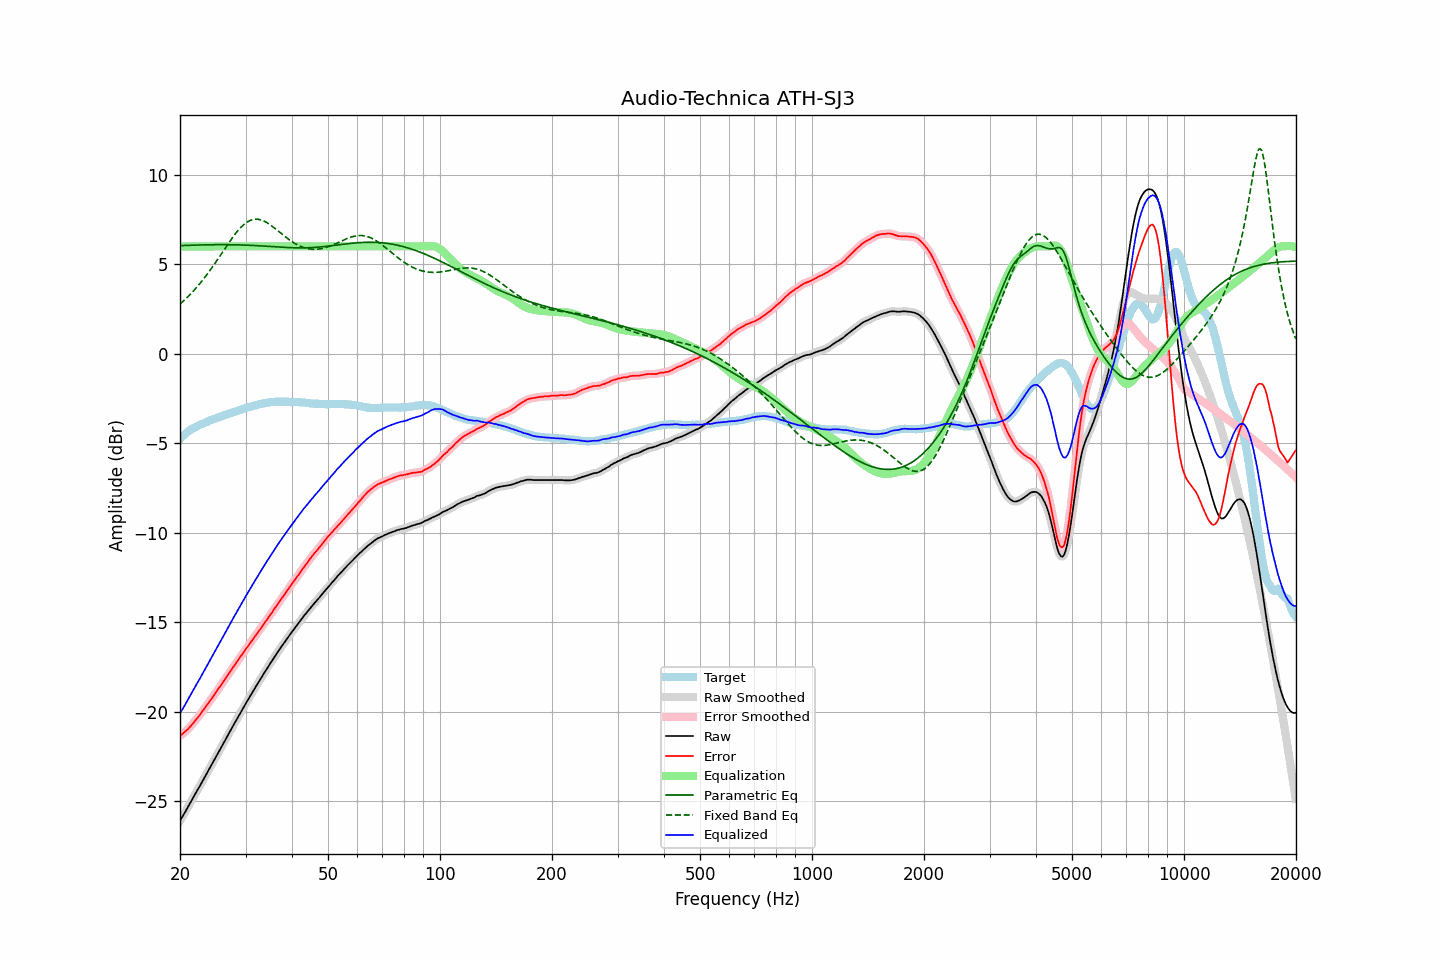 Audio-Technica ATH-SJ3
Amplitude (dBr)
10
5
0
−5
−10
−15
−20
−25
Target
Raw Smoothed
Error Smoothed
Raw
Error
Equalization
Parametric Eq
Fixed Band Eq
Equalized
20 50 100 200 500 1000 2000 5000 10000 20000
Frequency (Hz)